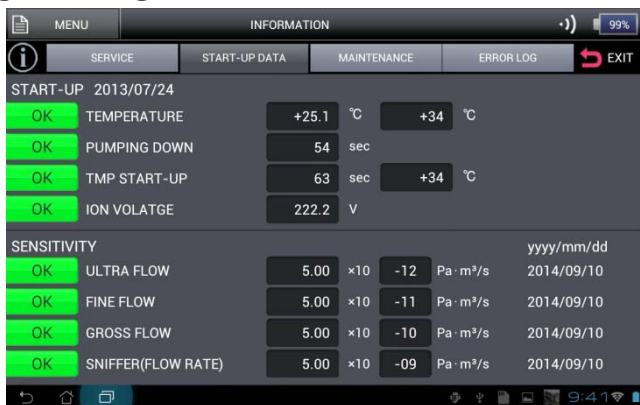 MENU INFORMATION 99%
SERVICE START-UP DATA MAINTENANCE ERROR LOG EXIT
START-UP 2013/07/24
OK TEMPERATURE +25.1 ℃ +34 ℃
OK PUMPING DOWN 54 sec
OK TMP START-UP 63 sec +34 ℃
OK ION VOLATGE 222.2 V
SENSITIVITY yyyy/mm/dd
OK ULTRA FLOW 5.00 ×10 -12 Pa·m³/s 2014/09/10
OK FINE FLOW 5.00 ×10 -11 Pa·m³/s 2014/09/10
OK GROSS FLOW 5.00 ×10 -10 Pa·m³/s 2014/09/10
OK SNIFFER(FLOW RATE) 5.00 ×10 -09 Pa·m³/s 2014/09/10
9:41